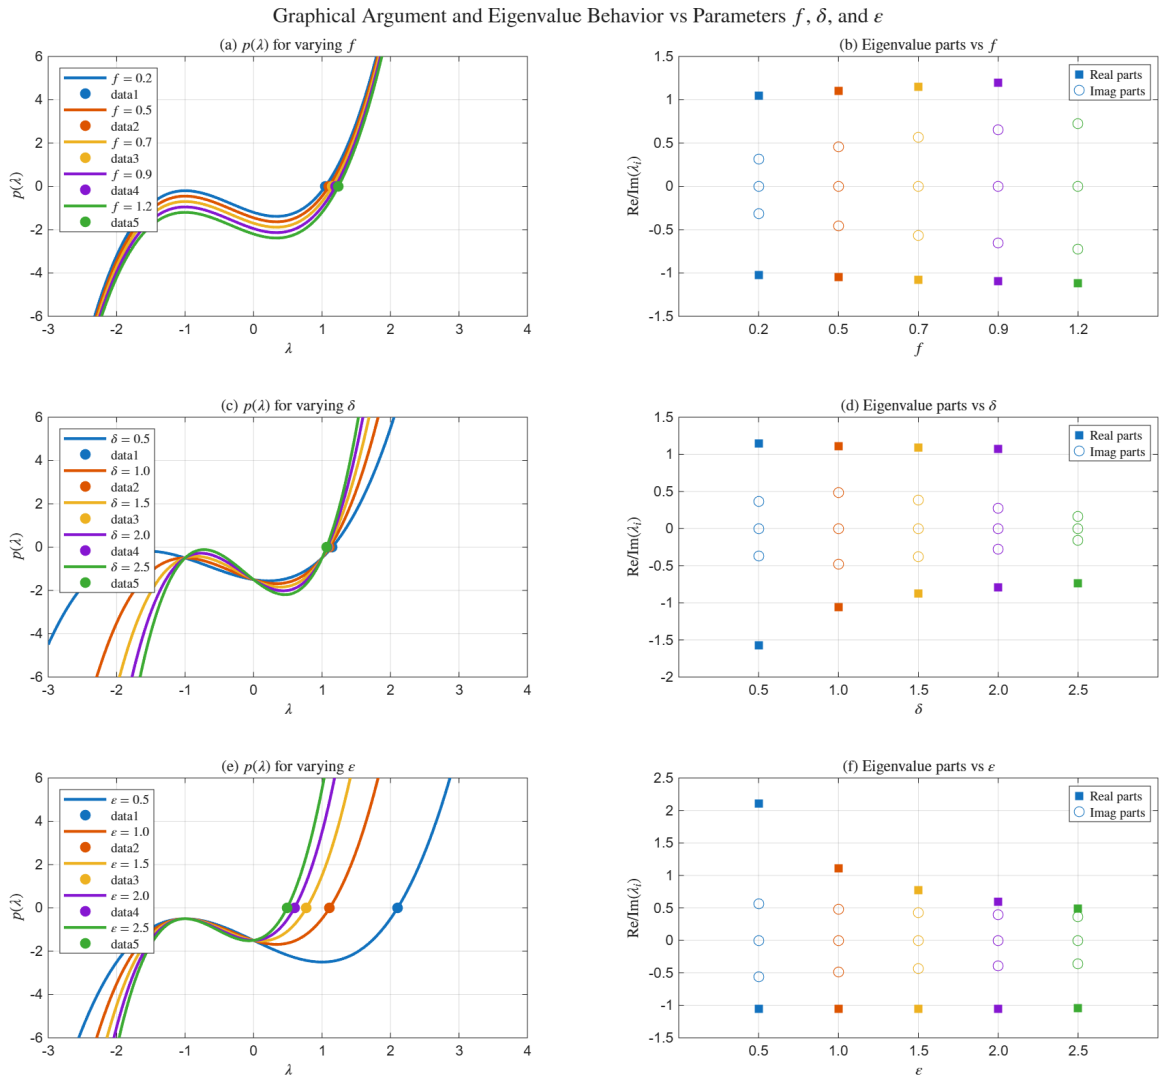 Graphical Argument and Eigenvalue Behavior vs Parameters f, δ, and ε
(a) p(λ) for varying f
6
4
2
0
-2
-4
-6
p(λ)
f = 0.2
data1
f = 0.5
data2
f = 0.7
data3
f = 0.9
data4
f = 1.2
data5
-3 -2 -1 0 1 2 3 4
λ
(b) Eigenvalue parts vs f
1.5
1
0.5
0
-0.5
-1
-1.5
Re/Im(λᵢ)
Real parts
Imag parts
0.2 0.5 0.7 0.9 1.2
f
(c) p(λ) for varying δ
6
4
2
0
-2
-4
-6
p(λ)
δ = 0.5
data1
δ = 1.0
data2
δ = 1.5
data3
δ = 2.0
data4
δ = 2.5
data5
-3 -2 -1 0 1 2 3 4
λ
(d) Eigenvalue parts vs δ
1.5
1
0.5
0
-0.5
-1
-1.5
-2
Re/Im(λᵢ)
Real parts
Imag parts
0.5 1.0 1.5 2.0 2.5
δ
(e) p(λ) for varying ε
6
4
2
0
-2
-4
-6
p(λ)
ε = 0.5
data1
ε = 1.0
data2
ε = 1.5
data3
ε = 2.0
data4
ε = 2.5
data5
-3 -2 -1 0 1 2 3 4
λ
(f) Eigenvalue parts vs ε
2.5
2
1.5
1
0.5
0
-0.5
-1
-1.5
Re/Im(λᵢ)
Real parts
Imag parts
0.5 1.0 1.5 2.0 2.5
ε